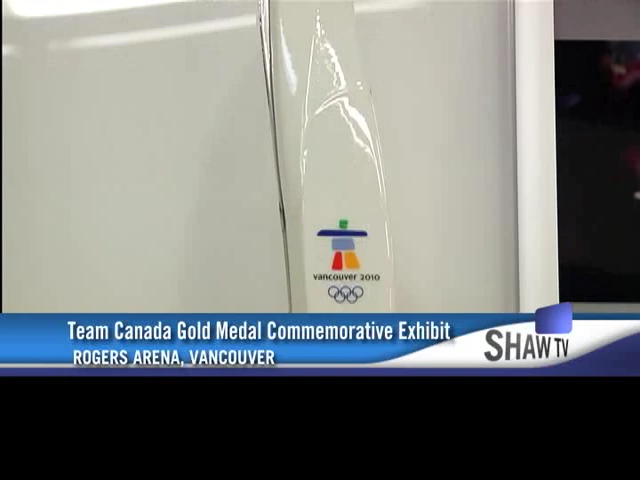 vancouver 2010
Team Canada Gold Medal Commemorative Exhibit
ROGERS ARENA, VANCOUVER
SHAW TV